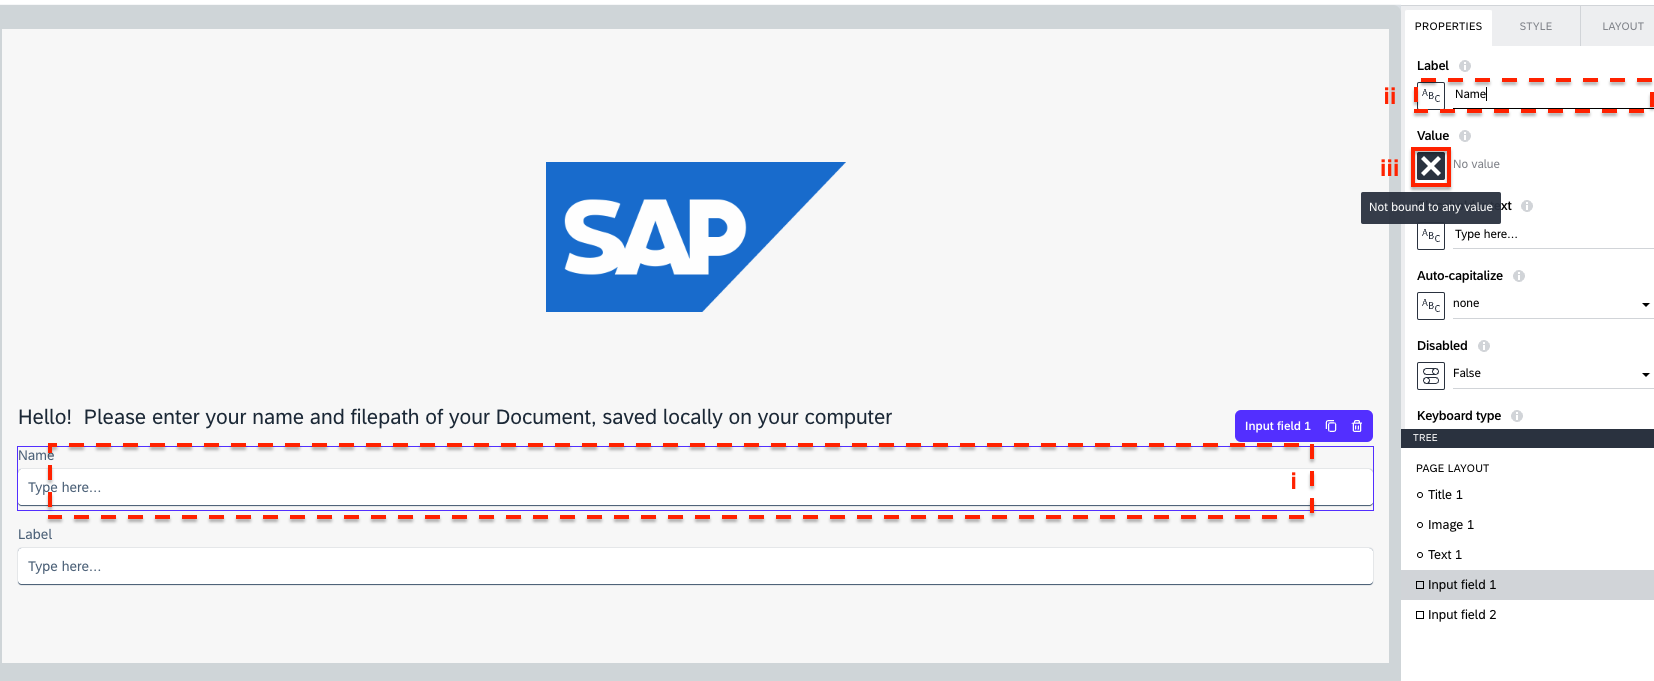 PROPERTIES STYLE LAYOUT
Label
ii
ABC Name
Value
iii
No value
Not bound to any value
xt
ABC Type here...
Auto-capitalize
ABC none
Disabled
False
Keyboard type
TREE
PAGE LAYOUT
Title 1
Image 1
Text 1
Input field 1
Input field 2
SAP
Hello! Please enter your name and filepath of your Document, saved locally on your computer
Input field 1
Name
Type here...
i
Label
Type here...